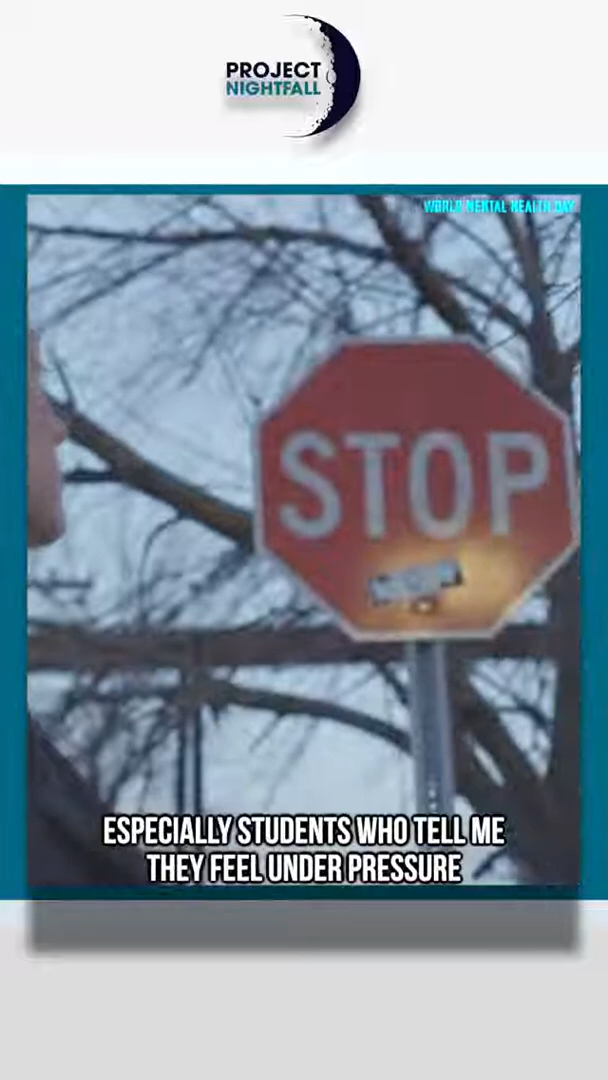 PROJECT
NIGHTFALL
WORLD MENTAL HEALTH DAY
STOP
ESPECIALLY STUDENTS WHO TELL ME
THEY FEEL UNDER PRESSURE